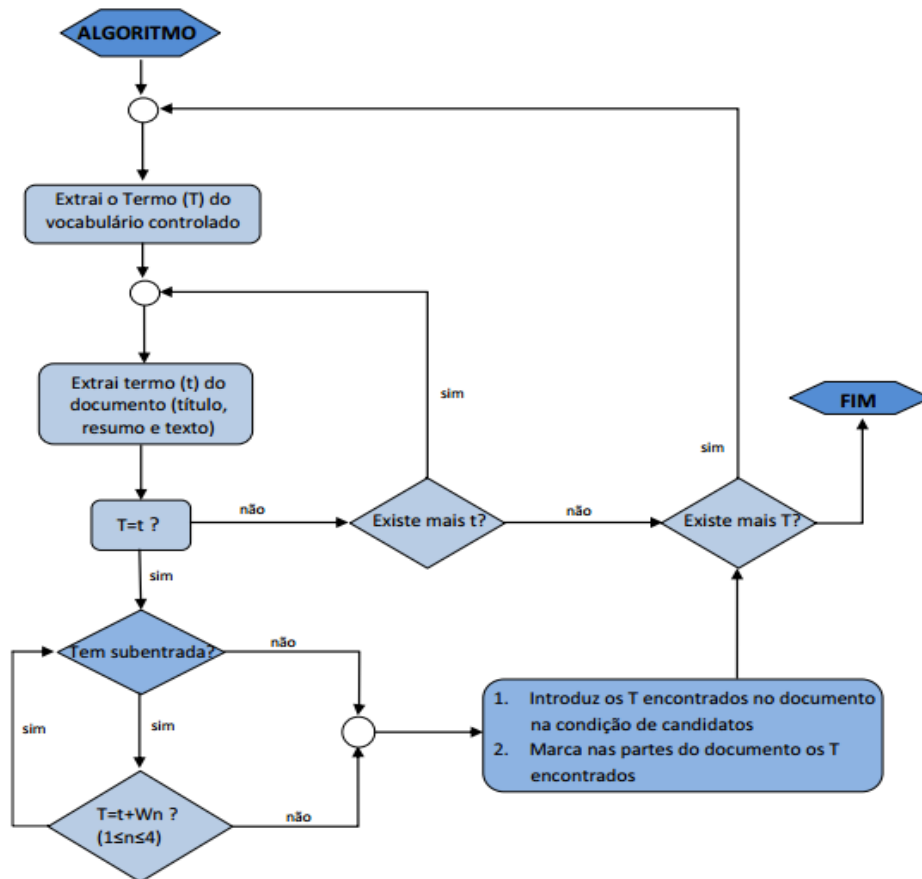 ALGORITMO
Extrai o Termo (T) do
vocabulário controlado
Extrai termo (t) do
documento (título,
resumo e texto)
sim
sim
FIM
T=t ?
não
Existe mais t?
não
Existe mais T?
sim
Tem subentrada?
não
sim
sim
1. Introduz os T encontrados no documento
na condição de candidatos
2. Marca nas partes do documento os T
encontrados
T=t+Wn ?
(1≤n≤4)
não